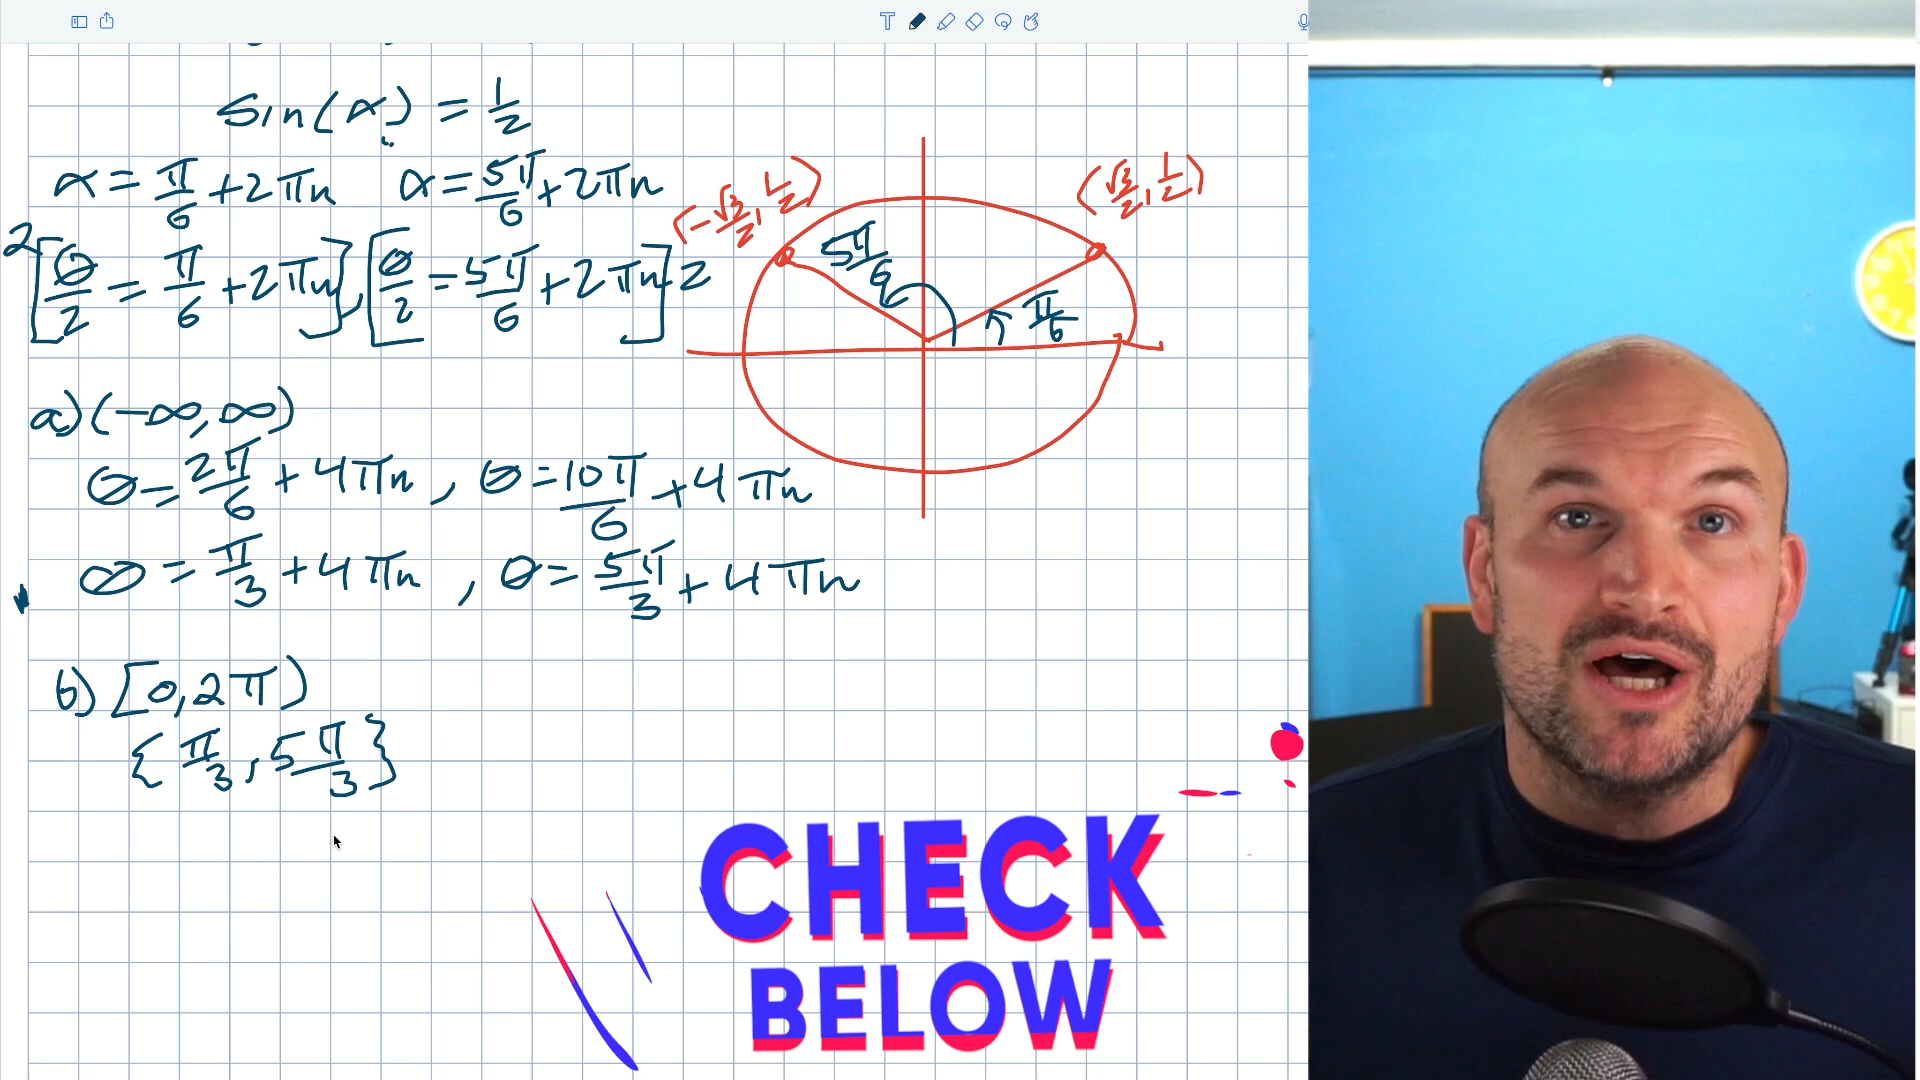 sin(α) = 1/2
α = π/6 + 2πn α = 5π/6 + 2πn
2[θ/2 = π/6 + 2πn], [θ/2 = 5π/6 + 2πn]2
a) (-∞, ∞)
θ = 2π/6 + 4πn, θ = 10π/6 + 4πn
θ = π/3 + 4πn, θ = 5π/3 + 4πn
b) [0, 2π)
{π/3, 5π/3}
(-√3/2, 1/2)
(√3/2, 1/2)
5π/6
π/6
CHECK
BELOW
T